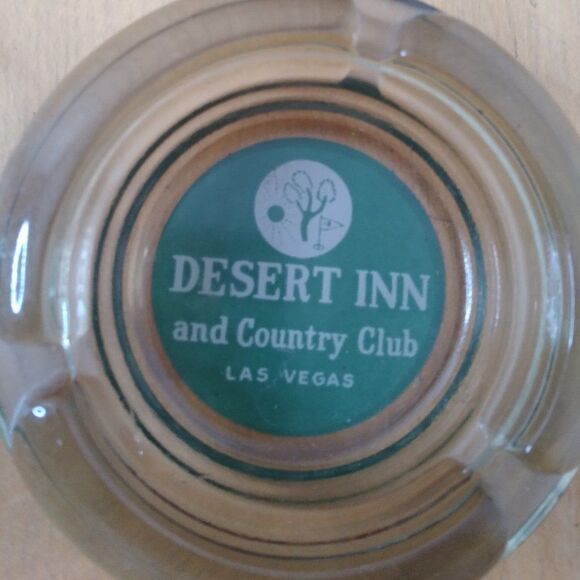 DESERT INN
and Country Club
LAS VEGAS